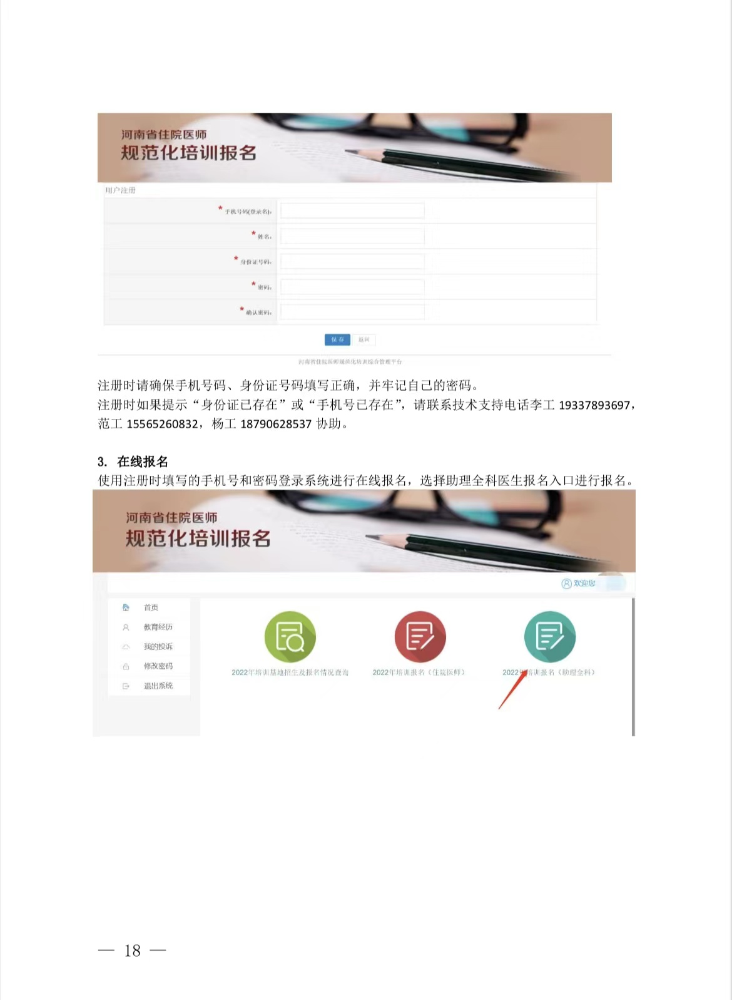 河南省住院医师
规范化培训报名
用户注册
* 手机号码(登录名)：
* 姓名：
* 身份证号码：
* 密码：
* 确认密码：
保 存 返回
河南省住院医师规范化培训综合管理平台
注册时请确保手机号码、身份证号码填写正确，并牢记自己的密码。
注册时如果提示“身份证已存在”或“手机号已存在”，请联系技术支持电话李工 19337893697，
范工 15565260832，杨工 18790628537 协助。
3. 在线报名
使用注册时填写的手机号和密码登录系统进行在线报名，选择助理全科医生报名入口进行报名。
河南省住院医师
规范化培训报名
欢迎您
首页
教育经历
我的投诉
修改密码
退出系统
2022年培训基地招生及报名情况查询 2022年培训报名（住院医师） 2022年培训报名（助理全科）
— 18 —